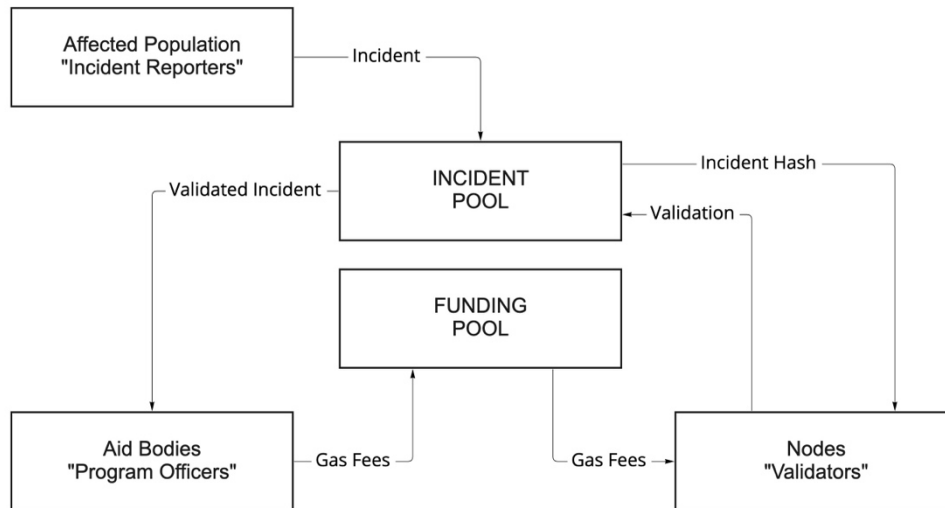 Affected Population
"Incident Reporters"
Incident
INCIDENT
POOL
Incident Hash
Validated Incident
Validation
FUNDING
POOL
Aid Bodies
"Program Officers"
Gas Fees
Gas Fees
Nodes
"Validators"